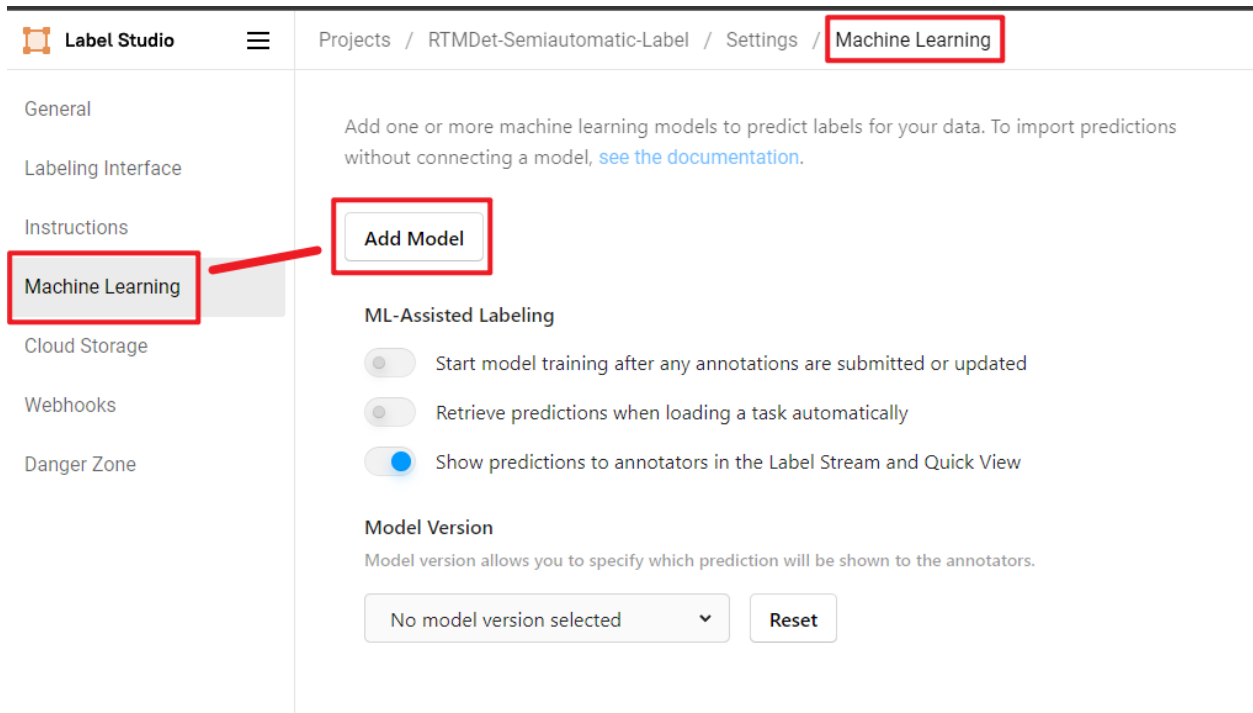 Label Studio
Projects / RTMDet-Semiautomatic-Label / Settings / Machine Learning
General
Labeling Interface
Instructions
Machine Learning
Cloud Storage
Webhooks
Danger Zone
Add one or more machine learning models to predict labels for your data. To import predictions
without connecting a model, see the documentation.
Add Model
ML-Assisted Labeling
Start model training after any annotations are submitted or updated
Retrieve predictions when loading a task automatically
Show predictions to annotators in the Label Stream and Quick View
Model Version
Model version allows you to specify which prediction will be shown to the annotators.
No model version selected
Reset